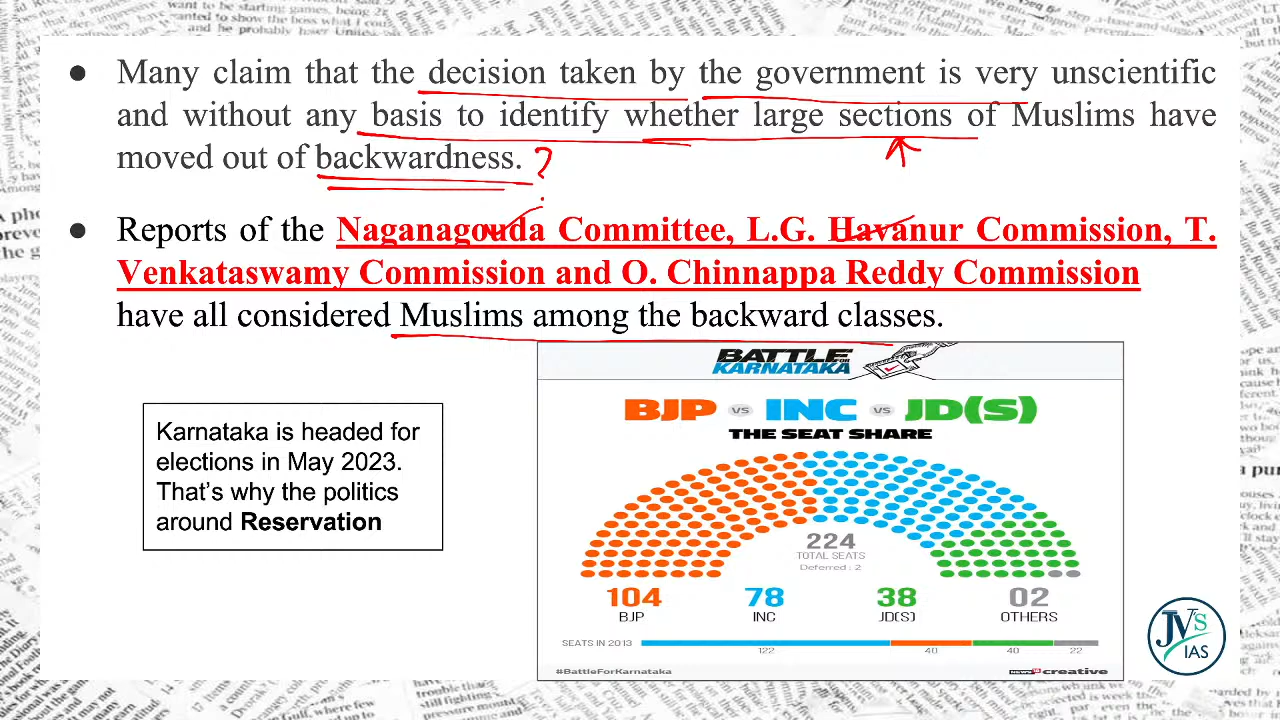 ● Many claim that the decision taken by the government is very unscientific
and without any basis to identify whether large sections of Muslims have
moved out of backwardness.
?
● Reports of the Naganagouda Committee, L.G. Havanur Commission, T.
Venkataswamy Commission and O. Chinnappa Reddy Commission
have all considered Muslims among the backward classes.
Karnataka is headed for
elections in May 2023.
That's why the politics
around Reservation
BATTLE FOR
KARNATAKA
BJP VS INC VS JD(S)
THE SEAT SHARE
224
TOTAL SEATS
Deferred : 2
104 78 38 02
BJP INC JD(S) OTHERS
SEATS IN 2013
122 40 40 22
#BattleForKarnataka
NEWS18 creative
JV'S
IAS